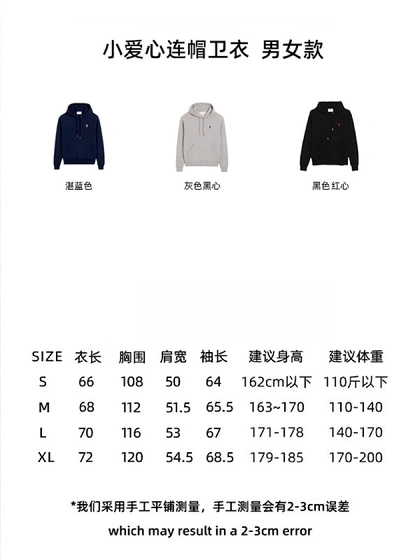 小爱心连帽卫衣 男女款
湛蓝色 灰色黑心 黑色红心
SIZE 衣长 胸围 肩宽 袖长 建议身高 建议体重
S 66 108 50 64 162cm以下 110斤以下
M 68 112 51.5 65.5 163~170 110-140
L 70 116 53 67 171-178 140-170
XL 72 120 54.5 68.5 179-185 170-200
*我们采用手工平铺测量，手工测量会有2-3cm误差
which may result in a 2-3cm error